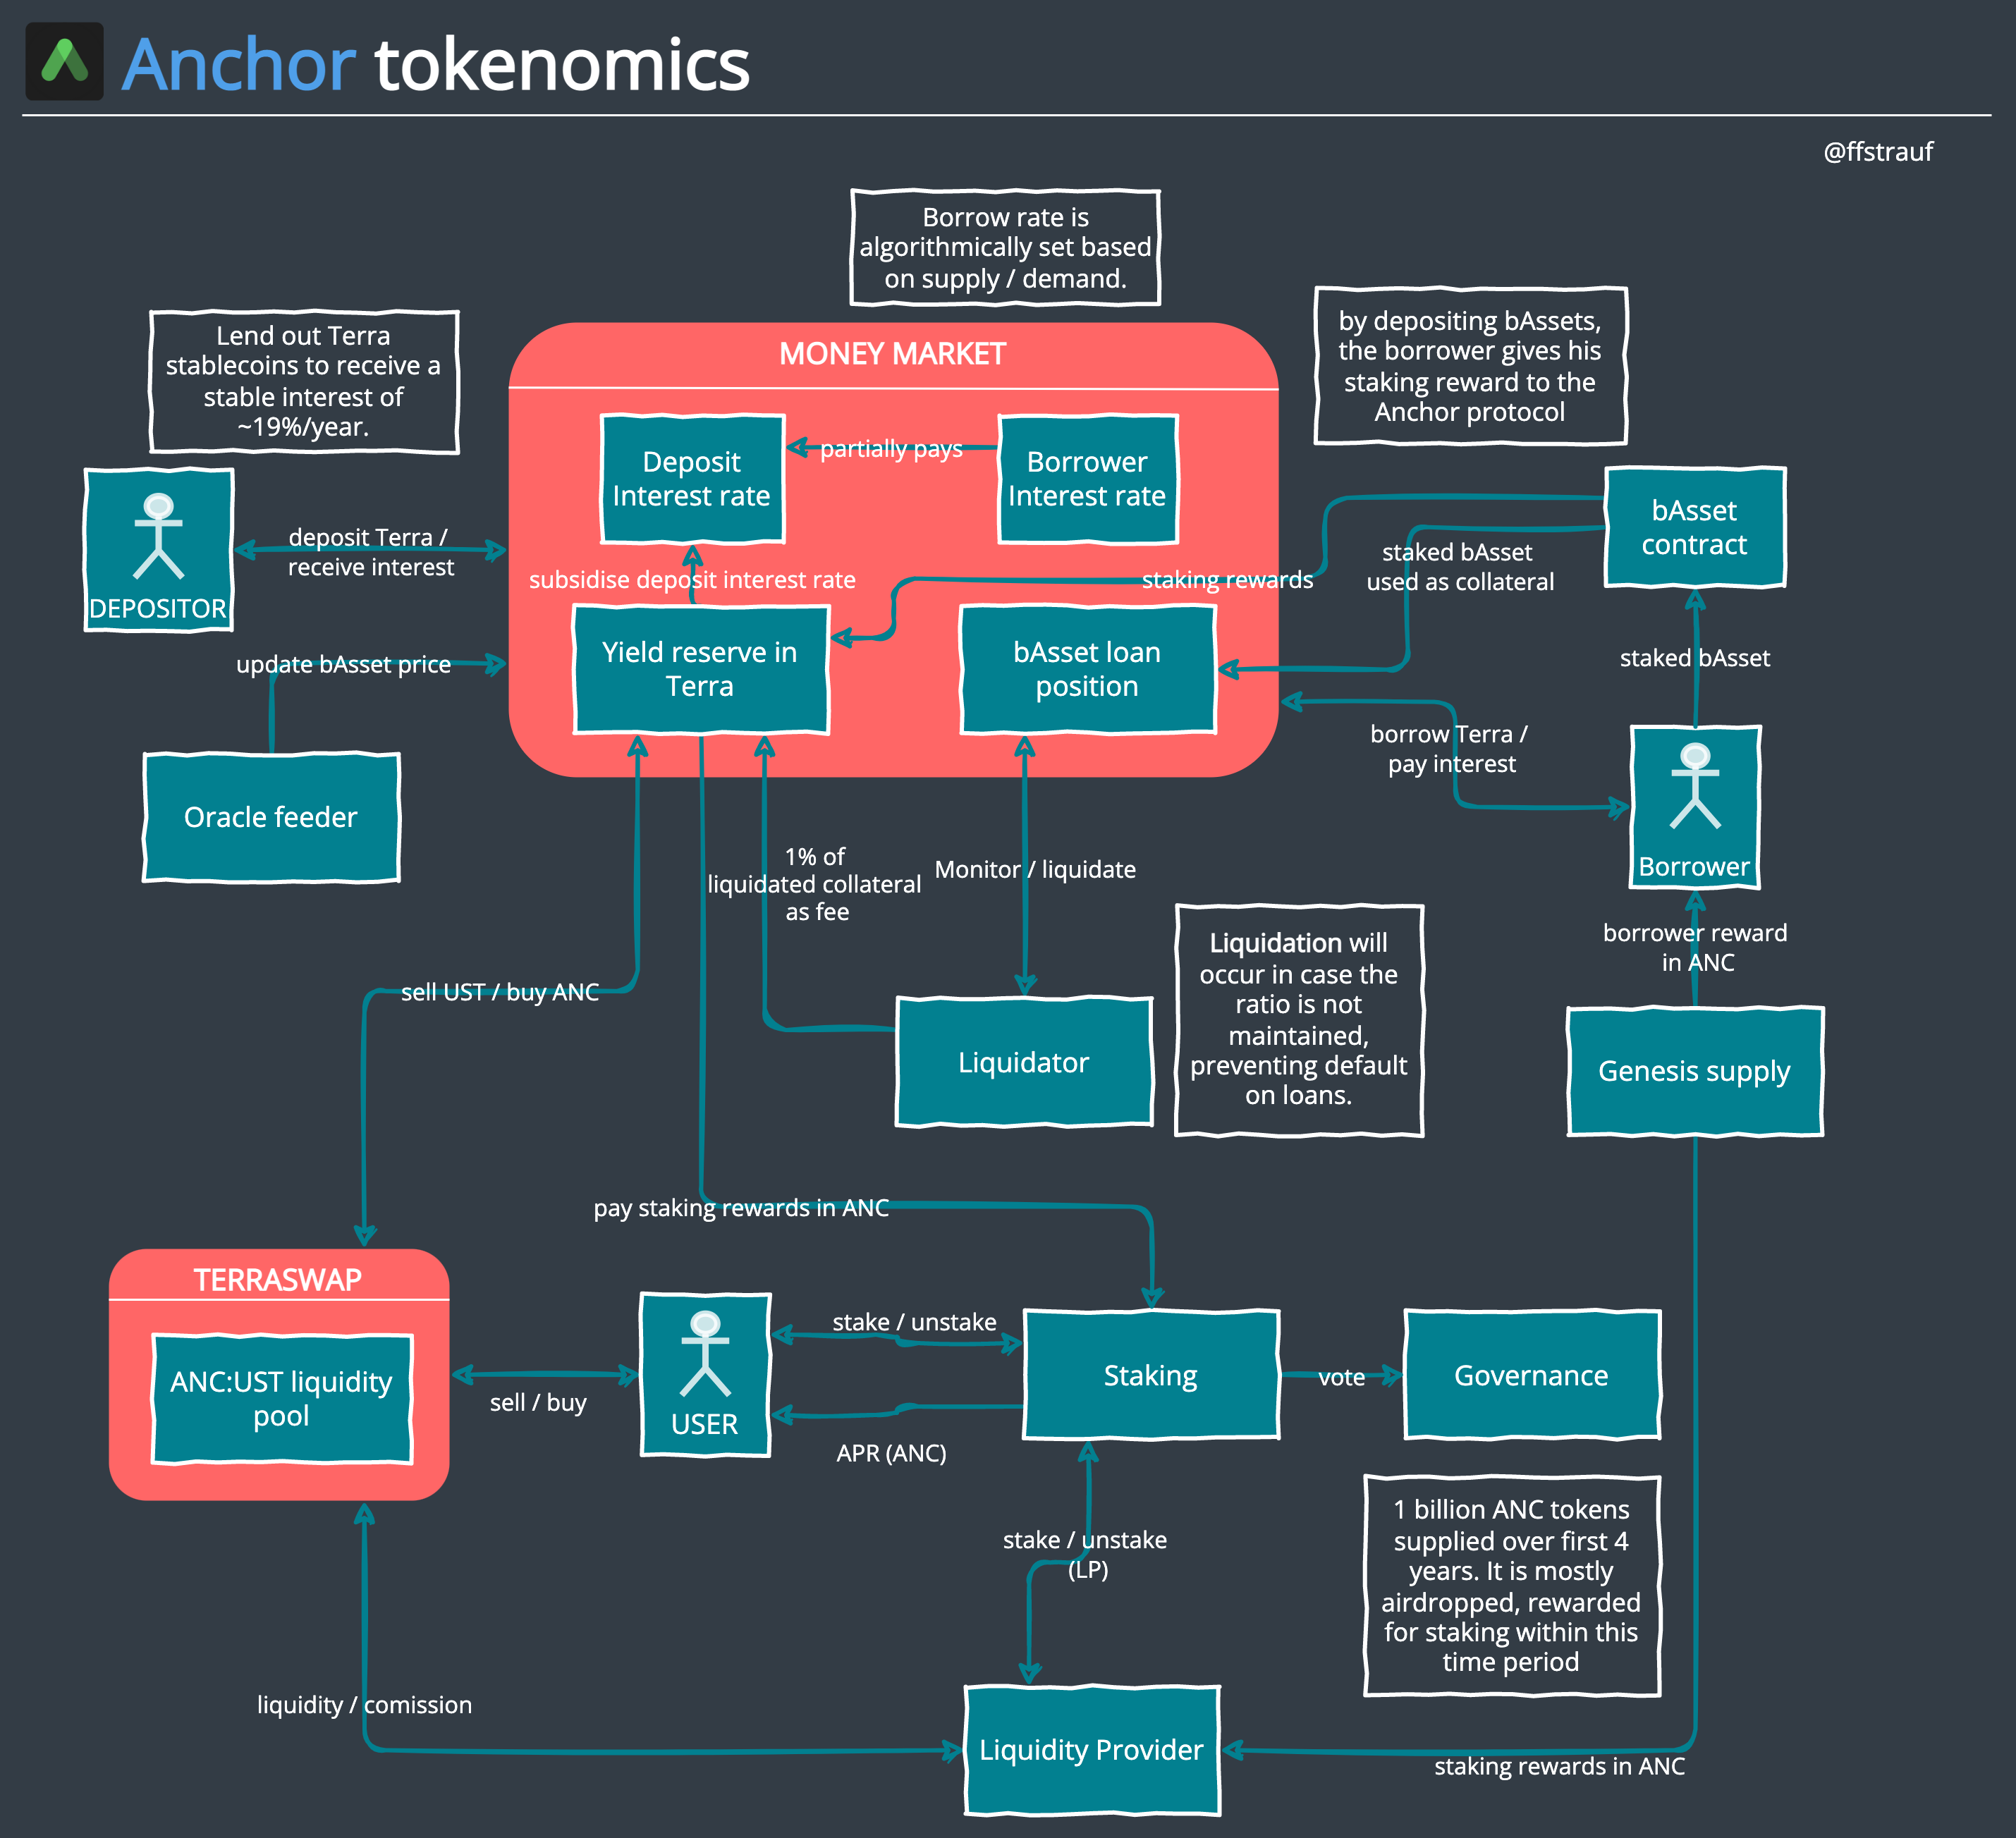 Anchor tokenomics
@ffstrauf
Borrow rate is
algorithmically set based
on supply / demand.
Lend out Terra
stablecoins to receive a
stable interest of
~19%/year.
by depositing bAssets,
the borrower gives his
staking reward to the
Anchor protocol
MONEY MARKET
Deposit
Interest rate
partially pays
Borrower
Interest rate
DEPOSITOR
deposit Terra /
receive interest
subsidise deposit interest rate
staking rewards
staked bAsset
used as collateral
bAsset
contract
Yield reserve in
Terra
bAsset loan
position
staked bAsset
update bAsset price
Oracle feeder
borrow Terra /
pay interest
Borrower
1% of
liquidated collateral
as fee
Monitor / liquidate
borrower reward
in ANC
Liquidation will
occur in case the
ratio is not
maintained,
preventing default
on loans.
sell UST / buy ANC
Liquidator
Genesis supply
pay staking rewards in ANC
TERRASWAP
ANC:UST liquidity
pool
sell / buy
USER
stake / unstake
APR (ANC)
Staking
vote
Governance
stake / unstake
(LP)
1 billion ANC tokens
supplied over first 4
years. It is mostly
airdropped, rewarded
for staking within this
time period
liquidity / comission
Liquidity Provider
staking rewards in ANC